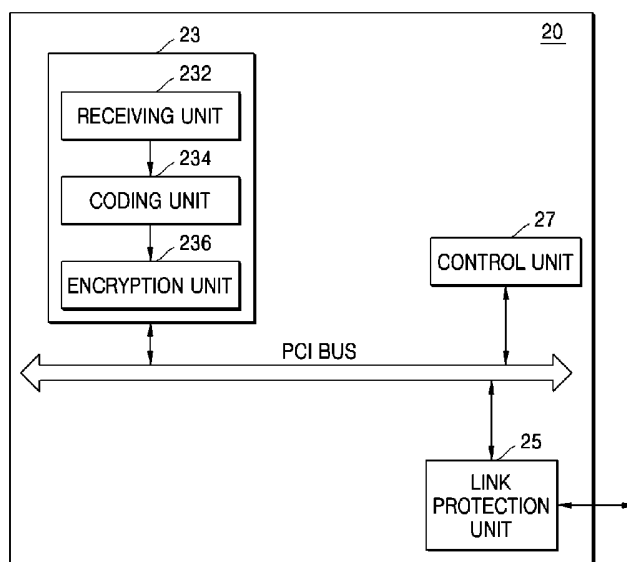 20
23
232
RECEIVING UNIT
234
CODING UNIT
236
ENCRYPTION UNIT
27
CONTROL UNIT
PCI BUS
25
LINK
PROTECTION
UNIT